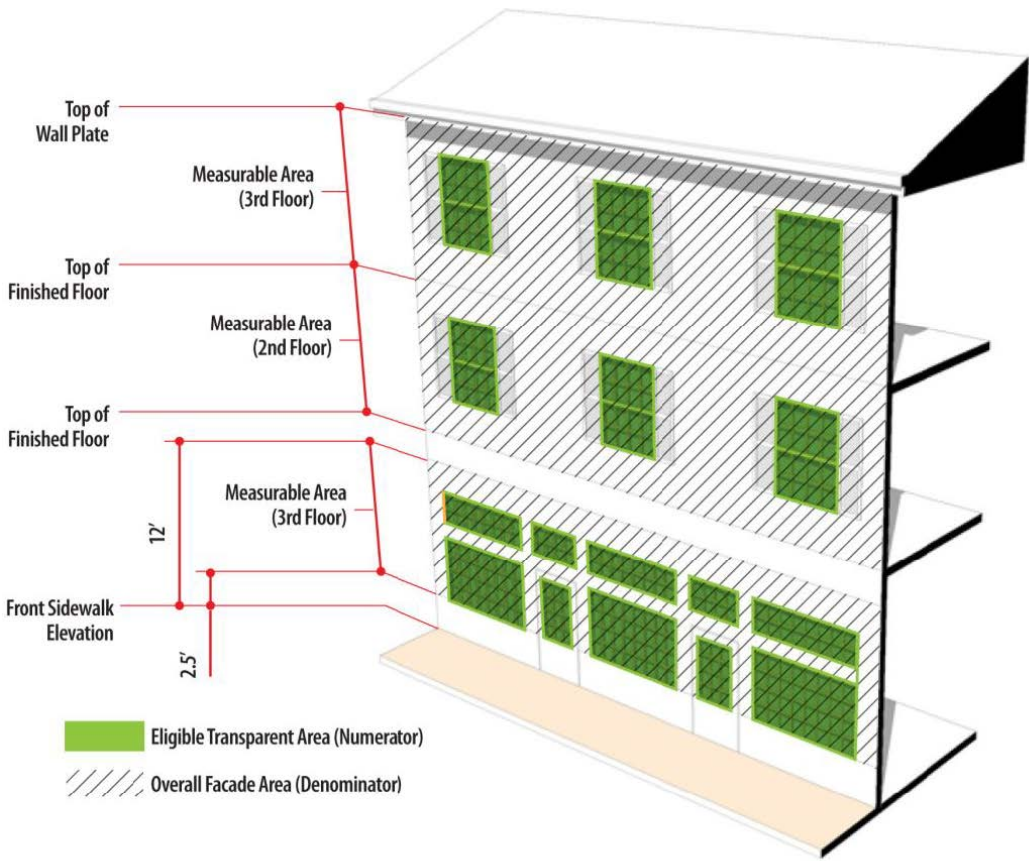 Top of
Wall Plate
Measurable Area
(3rd Floor)
Top of
Finished Floor
Measurable Area
(2nd Floor)
Top of
Finished Floor
Measurable Area
(3rd Floor)
12′
Front Sidewalk
Elevation
2.5′
Eligible Transparent Area (Numerator)
Overall Facade Area (Denominator)